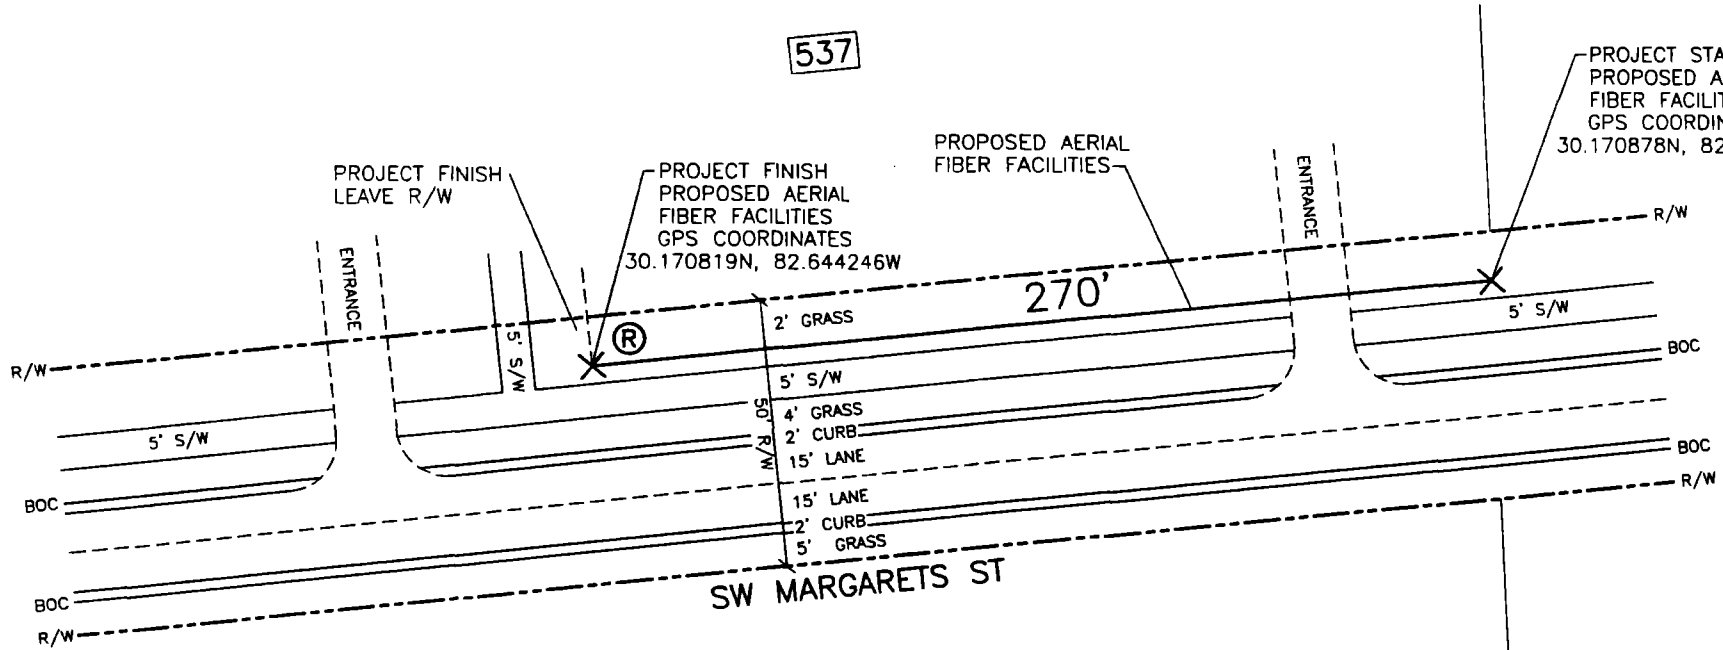 537
PROJECT STA
PROPOSED A
FIBER FACILIT
GPS COORDIN
30.170878N, 82
PROPOSED AERIAL
FIBER FACILITIES
PROJECT FINISH
LEAVE R/W
PROJECT FINISH
PROPOSED AERIAL
FIBER FACILITIES
GPS COORDINATES
30.170819N, 82.644246W
ENTRANCE
ENTRANCE
R/W
270'
2' GRASS
5' S/W
R
5' S/W
R/W
BOC
5' S/W
50' R/W
4' GRASS
2' CURB
15' LANE
5' S/W
BOC
15' LANE
2' CURB
5' GRASS
BOC
R/W
SW MARGARETS ST
BOC
R/W